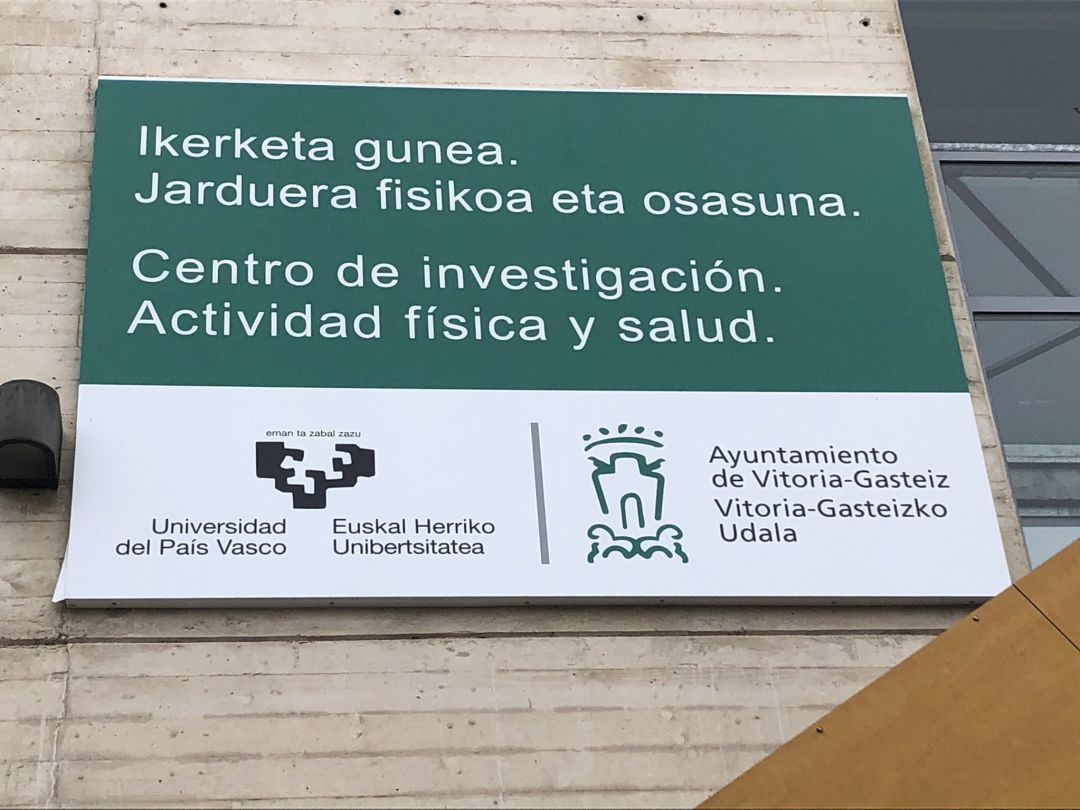 Ikerketa gunea.
Jarduera fisikoa eta osasuna.
Centro de investigación.
Actividad física y salud.
eman ta zabal zazu
Universidad
del País Vasco
Euskal Herriko
Unibertsitatea
Ayuntamiento
de Vitoria-Gasteiz
Vitoria-Gasteizko
Udala